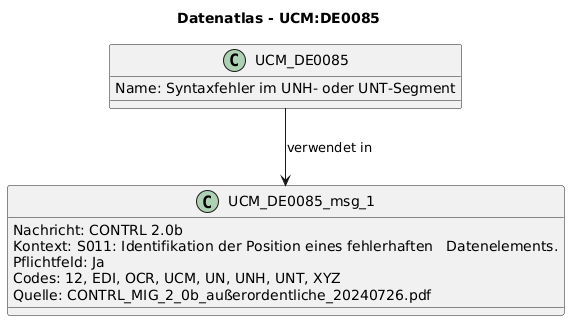 Datenatlas - UCM:DE0085
C UCM_DE0085
Name: Syntaxfehler im UNH- oder UNT-Segment
verwendet in
C UCM_DE0085_msg_1
Nachricht: CONTRL 2.0b
Kontext: S011: Identifikation der Position eines fehlerhaften   Datenelements.
Pflichtfeld: Ja
Codes: 12, EDI, OCR, UCM, UN, UNH, UNT, XYZ
Quelle: CONTRL_MIG_2_0b_außerordentliche_20240726.pdf